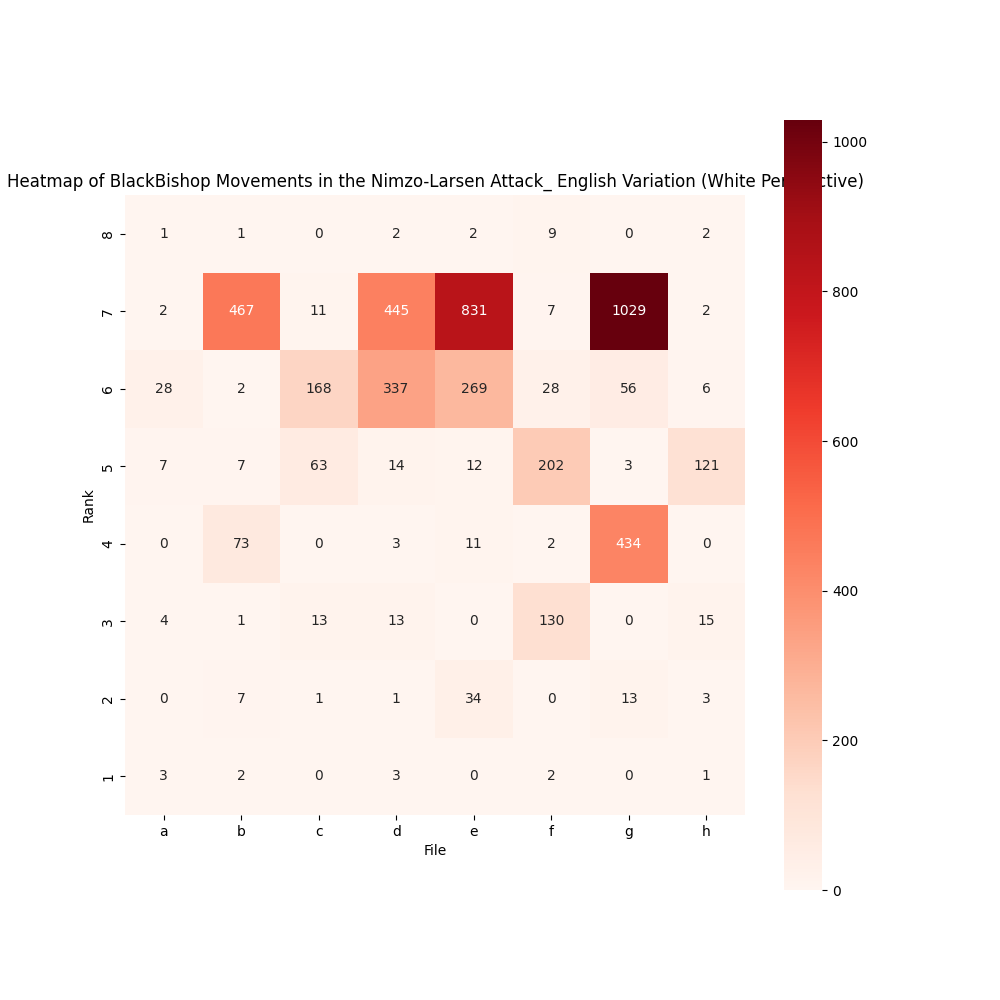 1000
Heatmap of BlackBishop Movements in the Nimzo-Larsen Attack_ English Variation (White Perspective)
8 1 1 0 2 2 9 0 2
800
7 2 467 11 445 831 7 1029 2
6 28 2 168 337 269 28 56 6
600
5 7 7 63 14 12 202 3 121
Rank
4 0 73 0 3 11 2 434 0
400
3 4 1 13 13 0 130 0 15
2 0 7 1 1 34 0 13 3
200
1 3 2 0 3 0 2 0 1
a b c d e f g h
File
0